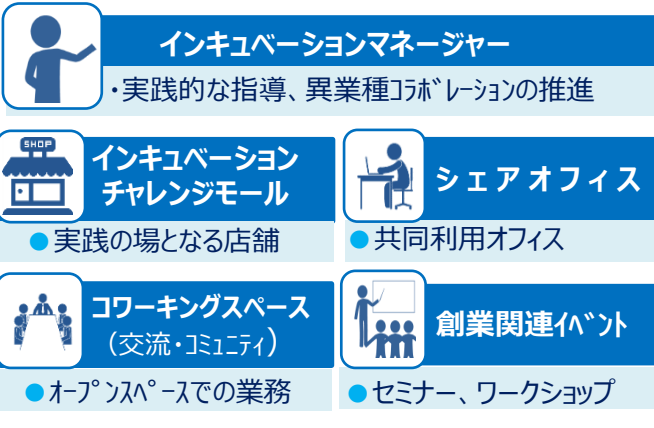 インキュベーションマネージャー
・実践的な指導、異業種ｺﾗﾎﾞﾚｰｼｮﾝの推進
SHOP
インキュベーション
チャレンジモール
シェアオフィス
●実践の場となる店舗
●共同利用オフィス
コワーキングスペース
（交流・ｺﾐｭﾆﾃｨ）
創業関連ｲﾍﾞﾝﾄ
●ｵｰﾌﾟﾝｽﾍﾟｰｽでの業務
●セミナー、ワークショップ